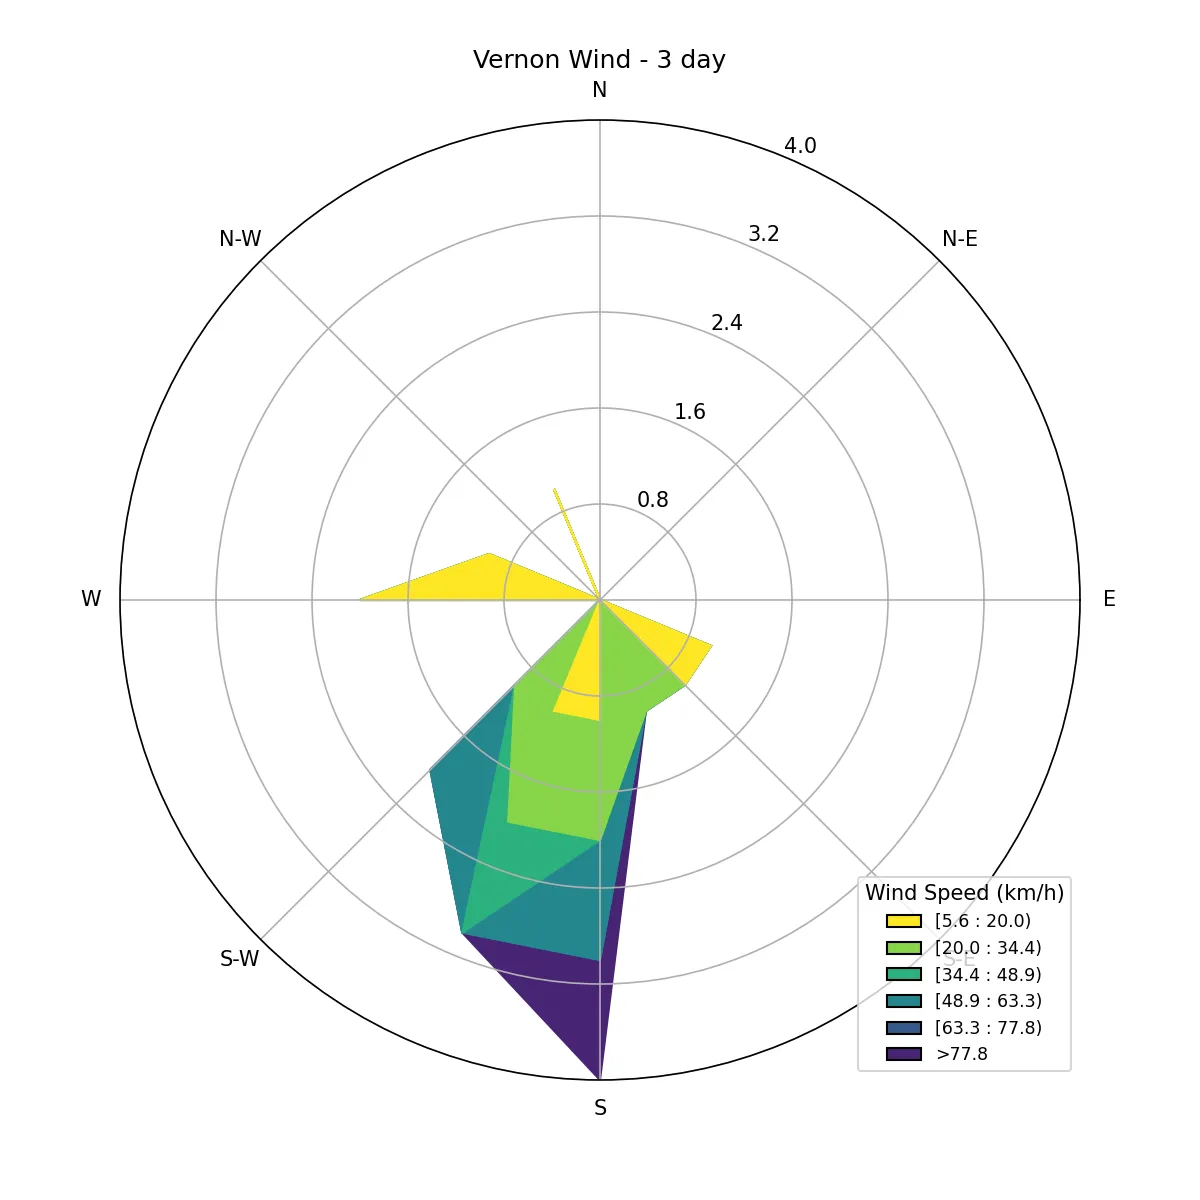 Vernon Wind - 3 day
N
4.0
N-W
3.2
N-E
2.4
1.6
0.8
W
E
Wind Speed (km/h)
[5.6 : 20.0)
[20.0 : 34.4)
S-W
S-E
[34.4 : 48.9)
[48.9 : 63.3)
[63.3 : 77.8)
>77.8
S